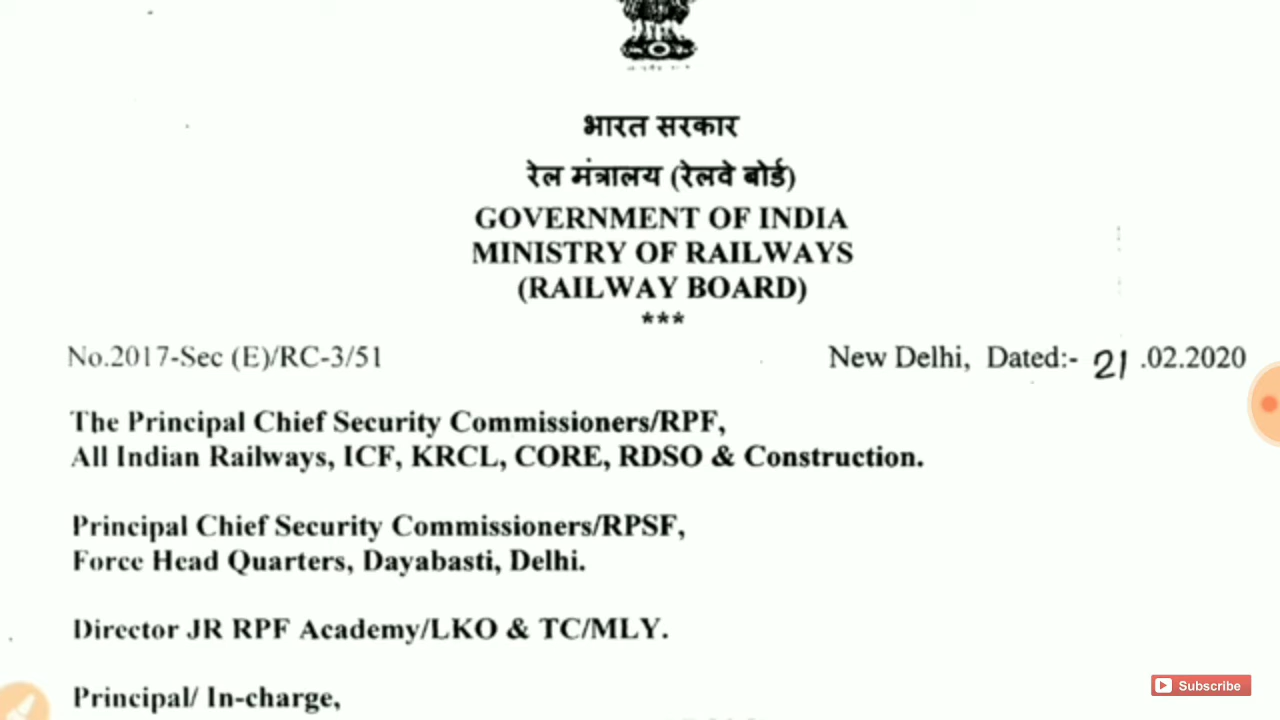 भारत सरकार
रेल मंत्रालय (रेलवे बोर्ड)
GOVERNMENT OF INDIA
MINISTRY OF RAILWAYS
(RAILWAY BOARD)
***
No.2017-Sec (E)/RC-3/51 New Delhi, Dated:- 21 .02.2020
The Principal Chief Security Commissioners/RPF,
All Indian Railways, ICF, KRCL, CORE, RDSO & Construction.
Principal Chief Security Commissioners/RPSF,
Force Head Quarters, Dayabasti, Delhi.
Director JR RPF Academy/LKO & TC/MLY.
Principal/ In-charge,
Subscribe